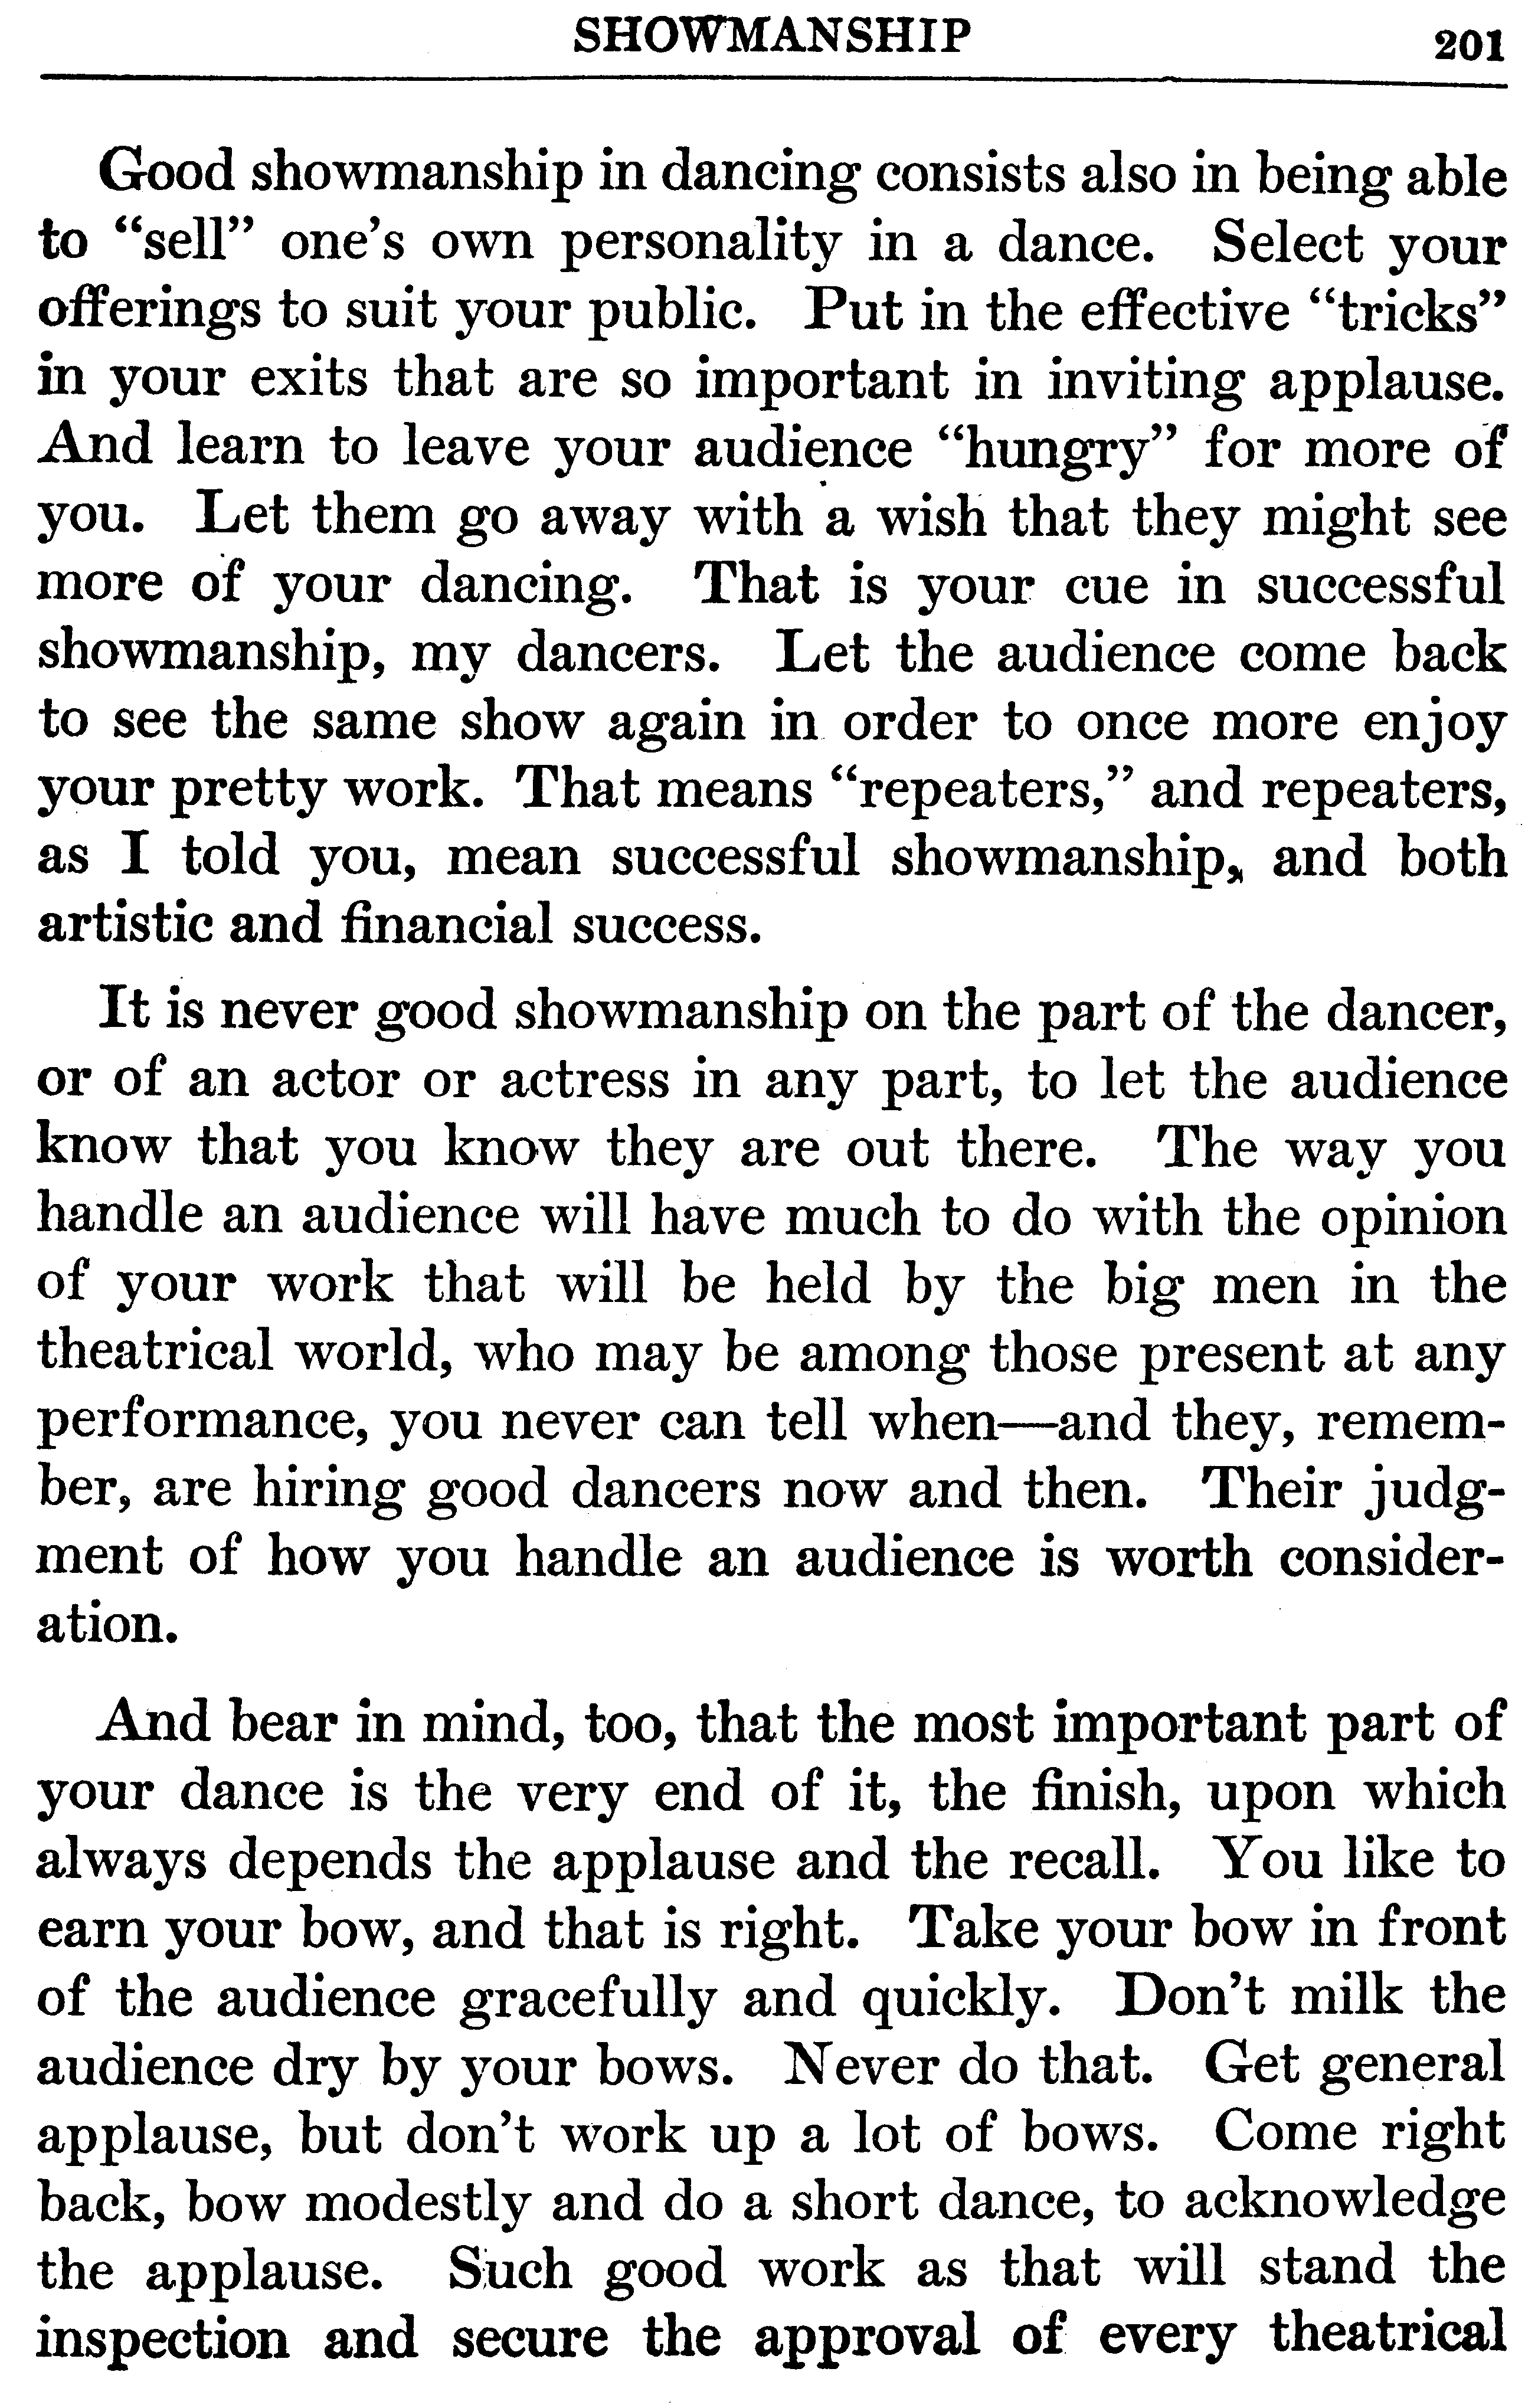 SHOWMANSHIP 201
Good showmanship in dancing consists also in being able
to “sell” one’s own personality in a dance. Select your
offerings to suit your public. Put in the effective “tricks”
in your exits that are so important in inviting applause.
And learn to leave your audience “hungry” for more of
you. Let them go away with a wish that they might see
more of your dancing. That is your cue in successful
showmanship, my dancers. Let the audience come back
to see the same show again in order to once more enjoy
your pretty work. That means “repeaters,” and repeaters,
as I told you, mean successful showmanship, and both
artistic and financial success.
It is never good showmanship on the part of the dancer,
or of an actor or actress in any part, to let the audience
know that you know they are out there. The way you
handle an audience will have much to do with the opinion
of your work that will be held by the big men in the
theatrical world, who may be among those present at any
performance, you never can tell when—and they, remem-
ber, are hiring good dancers now and then. Their judg-
ment of how you handle an audience is worth consider-
ation.
And bear in mind, too, that the most important part of
your dance is the very end of it, the finish, upon which
always depends the applause and the recall. You like to
earn your bow, and that is right. Take your bow in front
of the audience gracefully and quickly. Don’t milk the
audience dry by your bows. Never do that. Get general
applause, but don’t work up a lot of bows. Come right
back, bow modestly and do a short dance, to acknowledge
the applause. Such good work as that will stand the
inspection and secure the approval of every theatrical